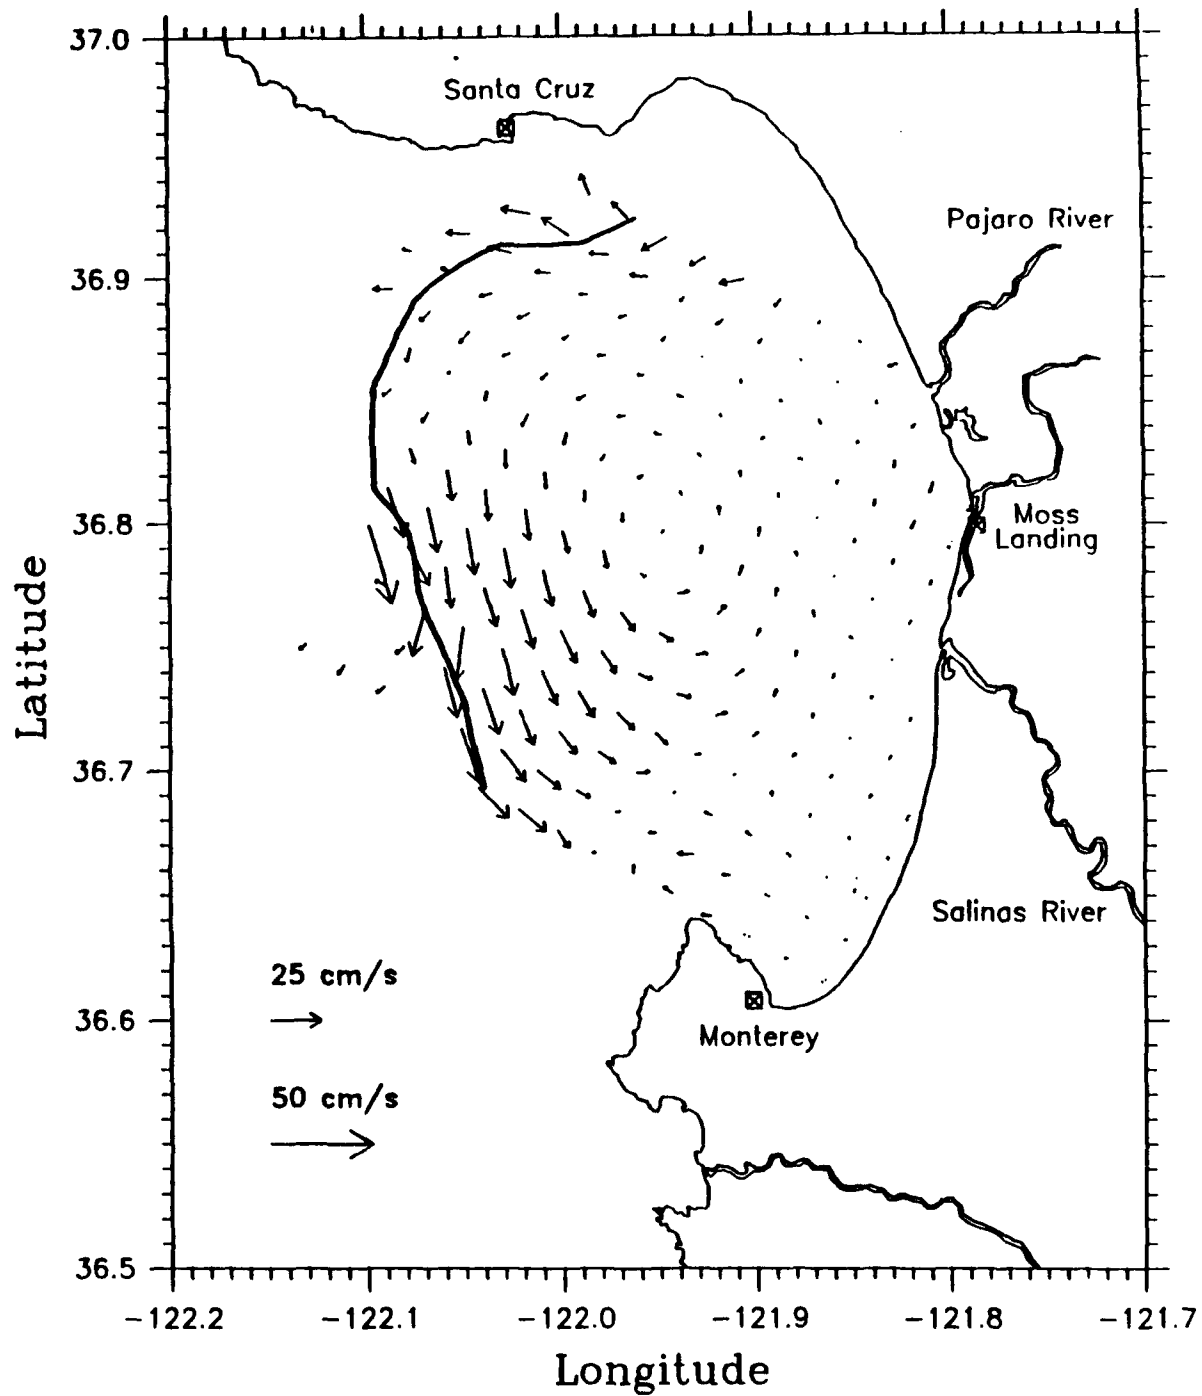 37.0
Santa Cruz
Pajaro River
36.9
Moss
Landing
36.8
Latitude
36.7
Salinas River
25 cm/s
36.6
Monterey
50 cm/s
36.5
-122.2 -122.1 -122.0 -121.9 -121.8 -121.7
Longitude